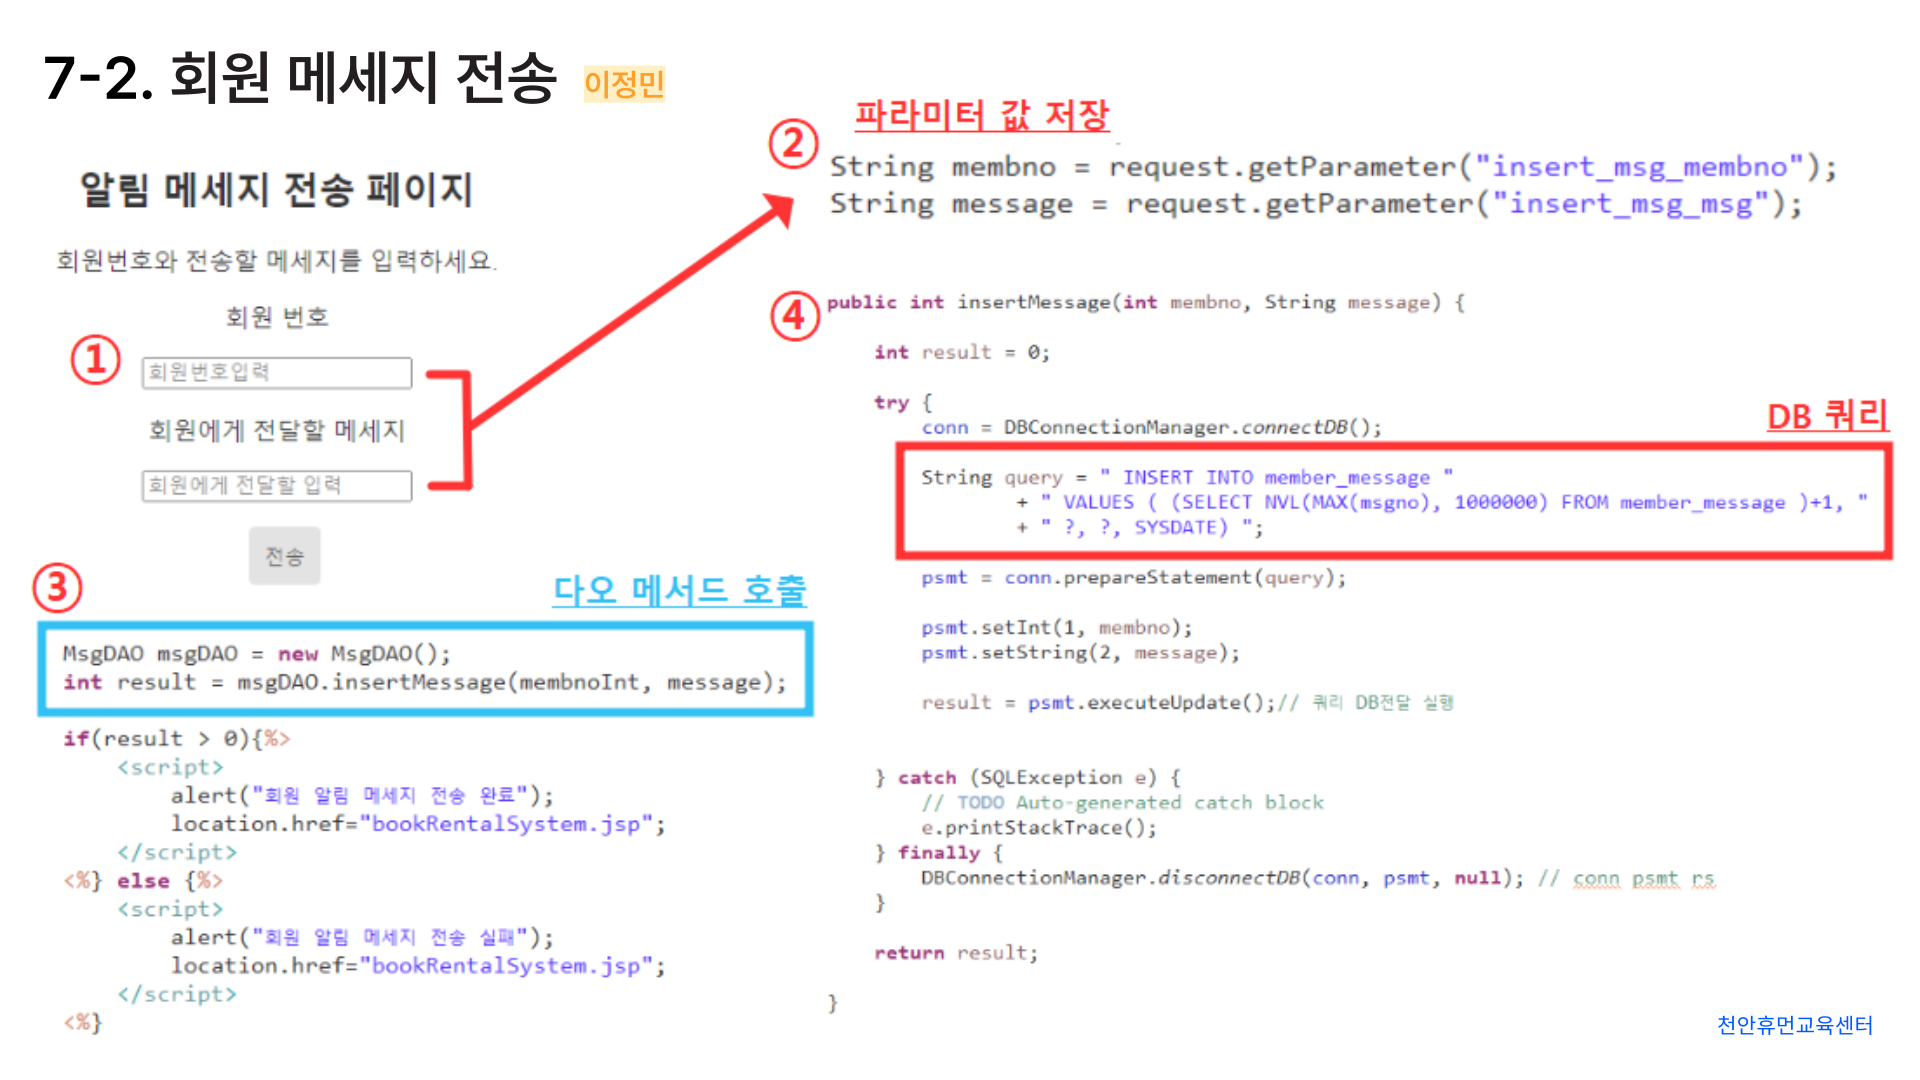 7-2. 회원 메세지 전송 이정민
알림 메세지 전송 페이지
회원번호와 전송할 메세지를 입력하세요.
회원 번호
①
회원번호입력
회원에게 전달할 메세지
회원에게 전달할 입력
전송
② 파라미터 값 저장
String membno = request.getParameter("insert_msg_membno");
String message = request.getParameter("insert_msg_msg");
③ 다오 메서드 호출
MsgDAO msgDAO = new MsgDAO();
int result = msgDAO.insertMessage(membnoInt, message);
if(result > 0){%>
<script>
alert("회원 알림 메세지 전송 완료");
location.href="bookRentalSystem.jsp";
</script>
<%} else {%>
<script>
alert("회원 알림 메세지 전송 실패");
location.href="bookRentalSystem.jsp";
</script>
<%}
④ public int insertMessage(int membno, String message) {
int result = 0;
try {
conn = DBConnectionManager.connectDB();
DB 쿼리
String query = " INSERT INTO member_message "
+ " VALUES ( (SELECT NVL(MAX(msgno), 1000000) FROM member_message )+1, "
+ " ?, ?, SYSDATE) ";
psmt = conn.prepareStatement(query);
psmt.setInt(1, membno);
psmt.setString(2, message);
result = psmt.executeUpdate();// 쿼리 DB전달 실행
} catch (SQLException e) {
// TODO Auto-generated catch block
e.printStackTrace();
} finally {
DBConnectionManager.disconnectDB(conn, psmt, null); // conn psmt rs
}
return result;
}
천안휴먼교육센터